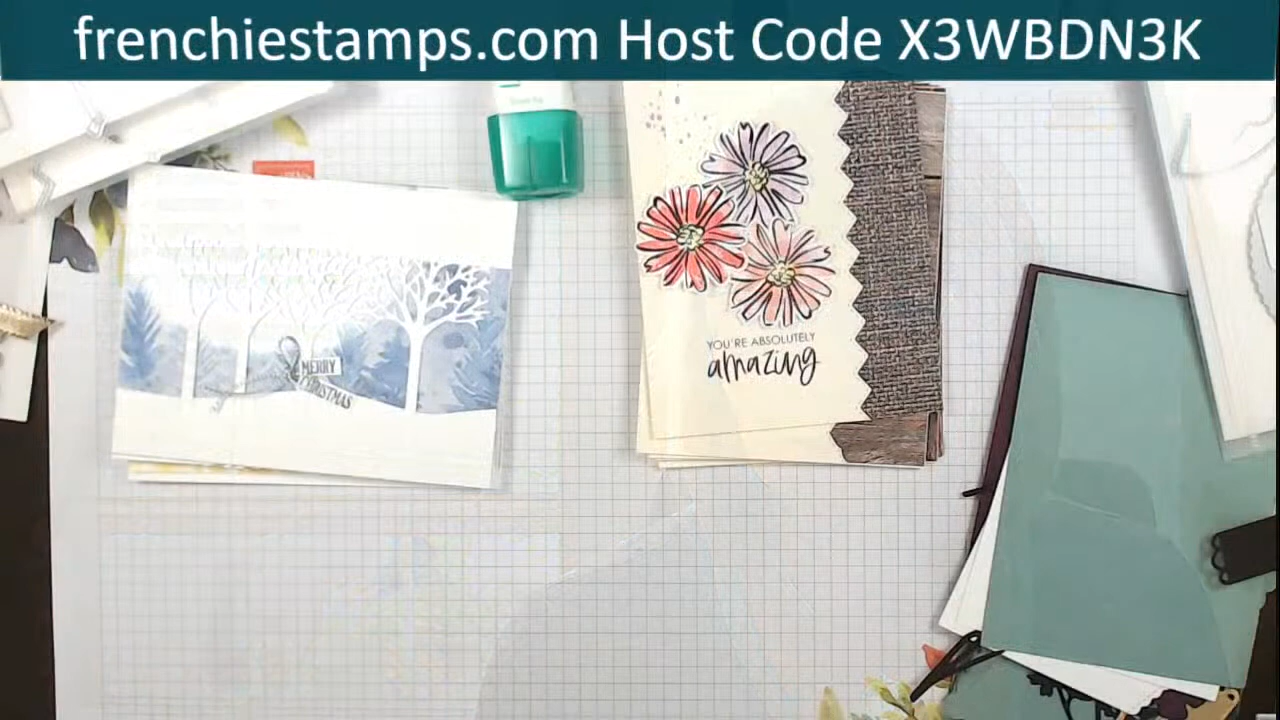 frenchiestamps.com Host Code X3WBDN3K
YOU'RE ABSOLUTELY
amazing
MERRY
CHRISTMAS